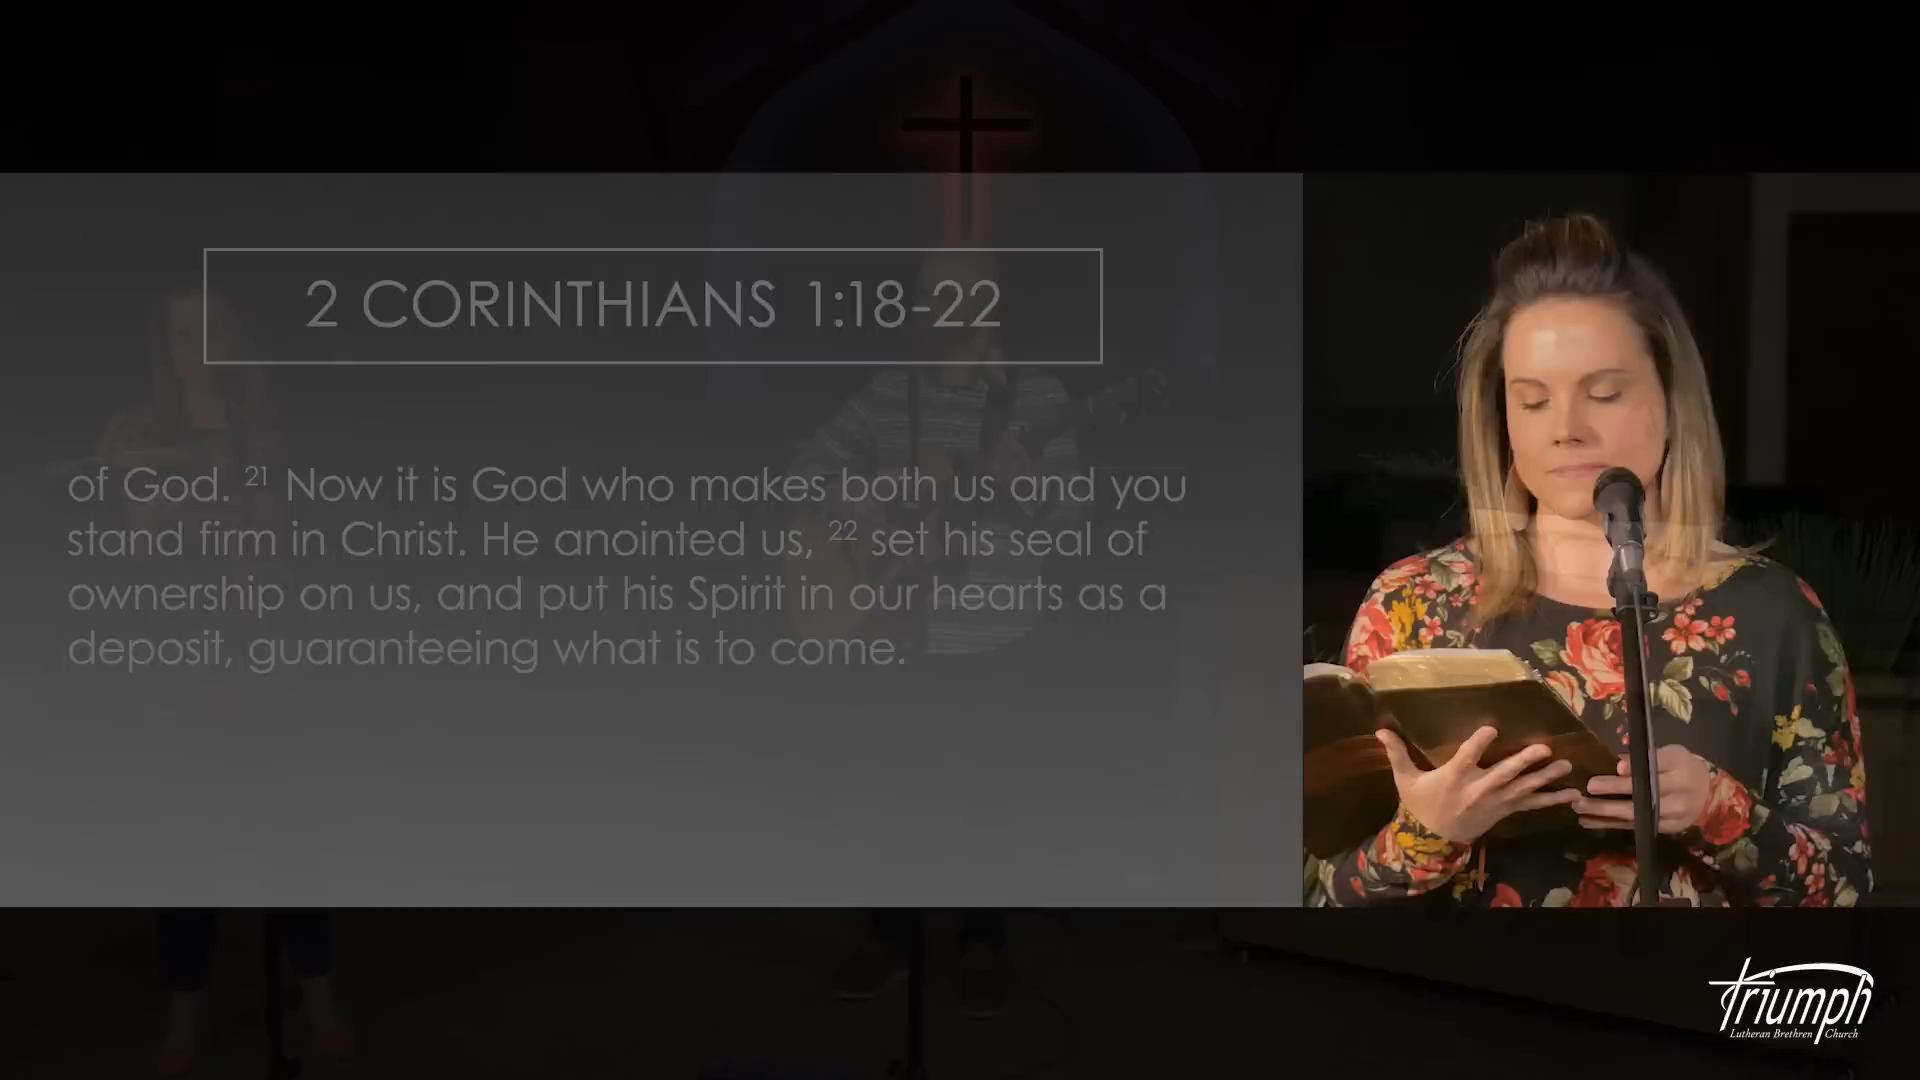 2 CORINTHIANS 1:18-22
of God. 21 Now it is God who makes both us and you
stand firm in Christ. He anointed us, 22 set his seal of
ownership on us, and put his Spirit in our hearts as a
deposit, guaranteeing what is to come.
Triumph
Lutheran Brethren Church